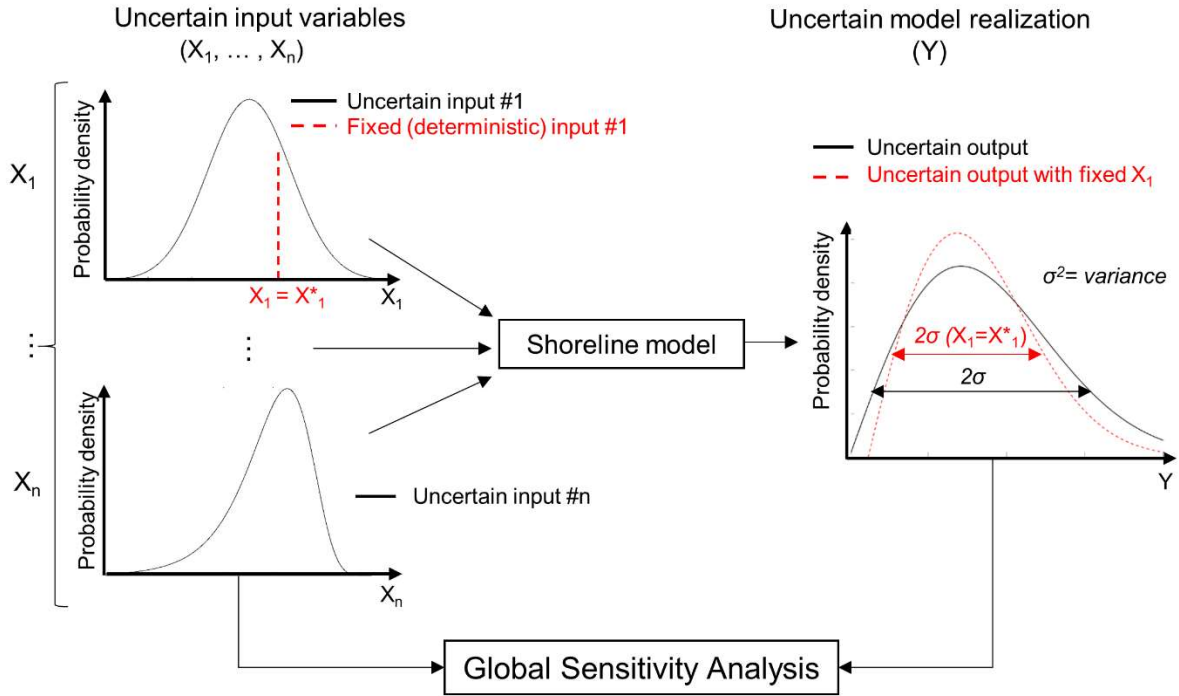 Uncertain input variables
(X1, … , Xn)
X1
Probability density
Uncertain input #1
Fixed (deterministic) input #1
X1 = X*1
X1
⋮
⋮
Xn
Probability density
Uncertain input #n
Xn
Shoreline model
Uncertain model realization
(Y)
Uncertain output
Uncertain output with fixed X1
Probability density
σ2= variance
2σ (X1=X*1)
2σ
Y
Global Sensitivity Analysis